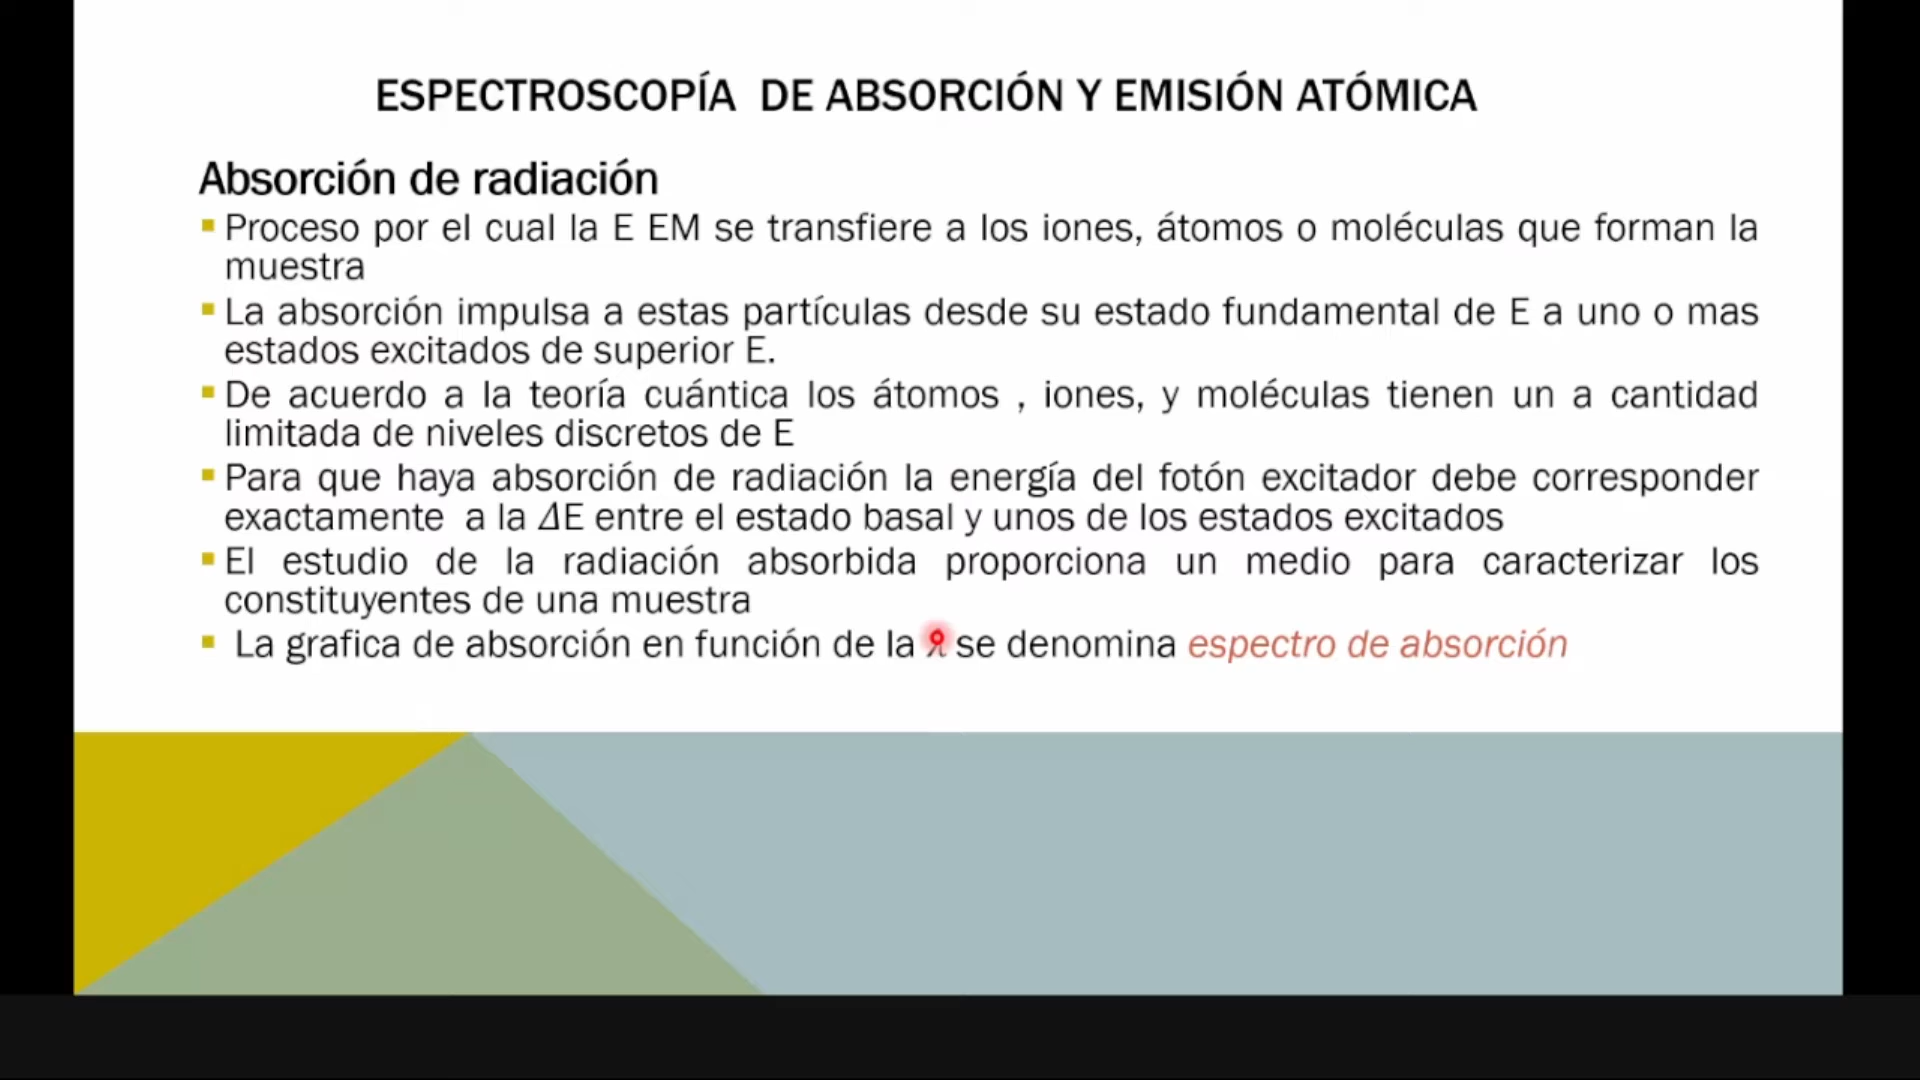 ESPECTROSCOPÍA DE ABSORCIÓN Y EMISIÓN ATÓMICA
Absorción de radiación
▪ Proceso por el cual la E EM se transfiere a los iones, átomos o moléculas que forman la
muestra
▪ La absorción impulsa a estas partículas desde su estado fundamental de E a uno o mas
estados excitados de superior E.
▪ De acuerdo a la teoría cuántica los átomos , iones, y moléculas tienen un a cantidad
limitada de niveles discretos de E
▪ Para que haya absorción de radiación la energía del fotón excitador debe corresponder
exactamente a la ΔE entre el estado basal y unos de los estados excitados
▪ El estudio de la radiación absorbida proporciona un medio para caracterizar los
constituyentes de una muestra
▪ La grafica de absorción en función de la se denomina espectro de absorción